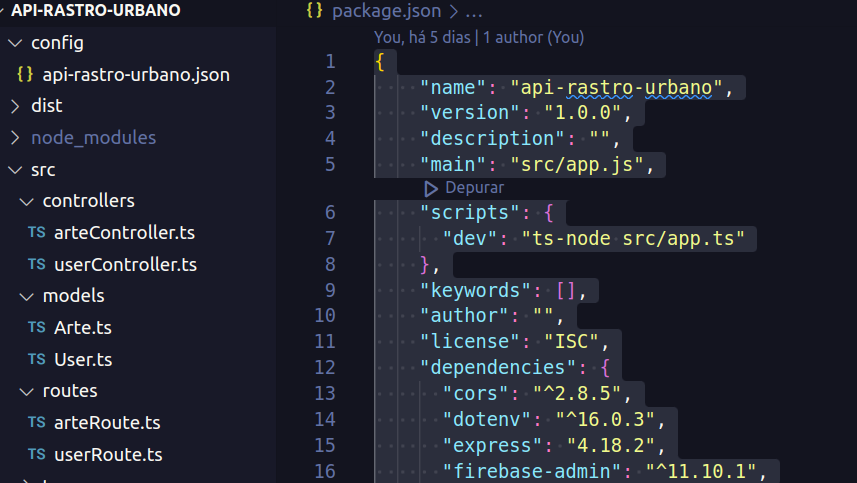 API-RASTRO-URBANO
config
{} api-rastro-urbano.json
dist
node_modules
src
controllers
TS arteController.ts
TS userController.ts
models
TS Arte.ts
TS User.ts
routes
TS arteRoute.ts
TS userRoute.ts
{} package.json > ...
You, há 5 dias | 1 author (You)
1 {
2 "name": "api-rastro-urbano",
3 "version": "1.0.0",
4 "description": "",
5 "main": "src/app.js",
Depurar
6 "scripts": {
7 "dev": "ts-node src/app.ts"
8 },
9 "keywords": [],
10 "author": "",
11 "license": "ISC",
12 "dependencies": {
13 "cors": "^2.8.5",
14 "dotenv": "^16.0.3",
15 "express": "4.18.2",
16 "firebase-admin": "^11.10.1",